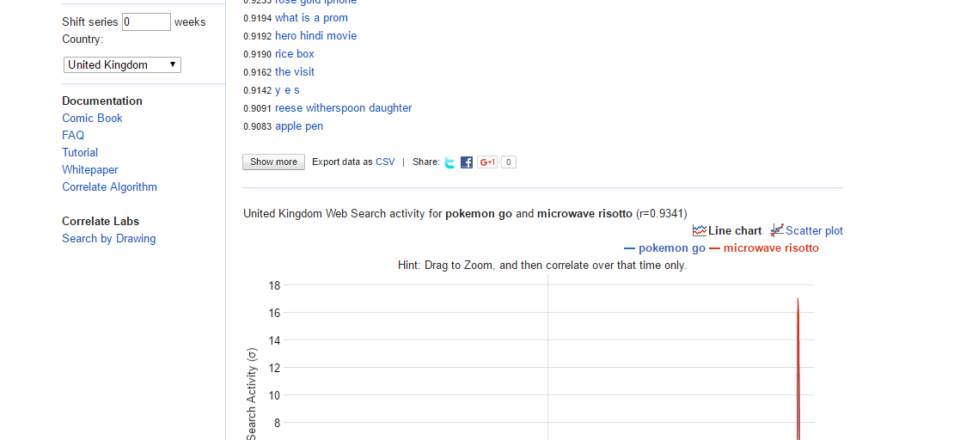 Shift series 0 weeks
Country:
United Kingdom
Documentation
Comic Book
FAQ
Tutorial
Whitepaper
Correlate Algorithm
Correlate Labs
Search by Drawing
0.9233 rose gold iphone
0.9194 what is a prom
0.9192 hero hindi movie
0.9190 rice box
0.9162 the visit
0.9142 y e s
0.9091 reese witherspoon daughter
0.9083 apple pen
Show more Export data as CSV | Share: G+1 0
United Kingdom Web Search activity for pokemon go and microwave risotto (r=0.9341)
Line chart Scatter plot
pokemon go microwave risotto
Hint: Drag to Zoom, and then correlate over that time only.
18
16
14
12
10
8
Search Activity (σ)